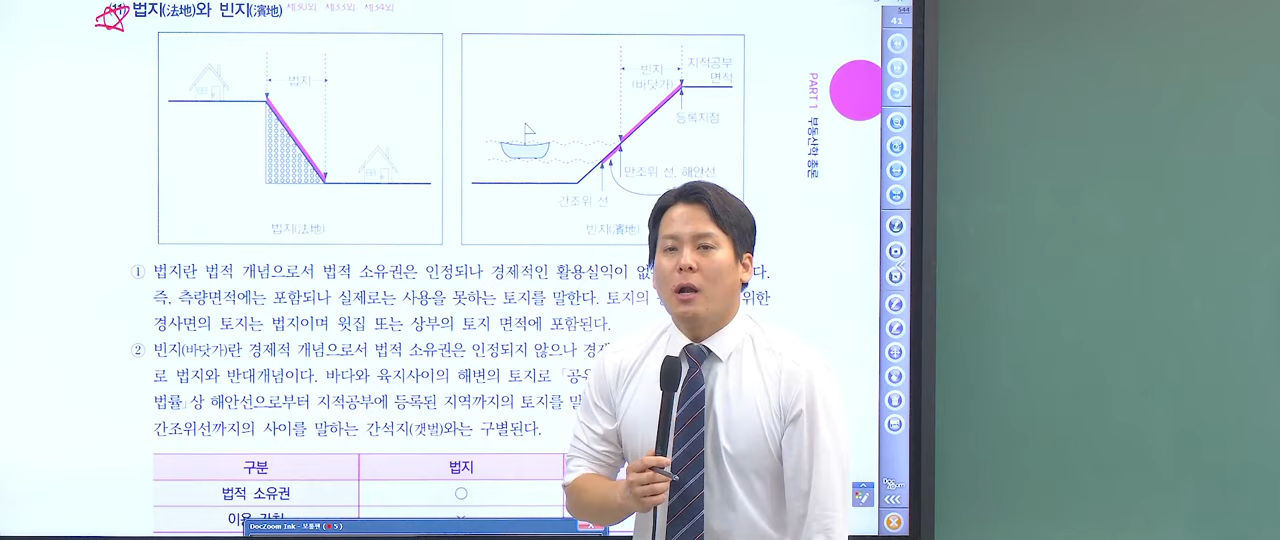 (11) 법지(法地)와 빈지(濱地) 제30회, 제33회, 제34회
법지
법지(法地)
빈지
(바닷가)
지적공부
면적
등록지점
만조위 선, 해안선
간조위 선
빈지(濱地)
PART 1 부동산학 총론
① 법지란 법적 개념으로서 법적 소유권은 인정되나 경제적인 활용실익이 없 다.
즉, 측량면적에는 포함되나 실제로는 사용을 못하는 토지를 말한다. 토지의 위한
경사면의 토지는 법지이며 윗집 또는 상부의 토지 면적에 포함된다.
② 빈지(바닷가)란 경제적 개념으로서 법적 소유권은 인정되지 않으나
로 법지와 반대개념이다. 바다와 육지사이의 해변의 토지로
법률」상 해안선으로부터 지적공부에 등록된 지역까지의 토지를
간조위선까지의 사이를 말하는 간석지(갯벌)와는 구별된다.
구분 법지
법적 소유권 ○
DocZoom Ink - 보통펜 ( 5 )
544
41